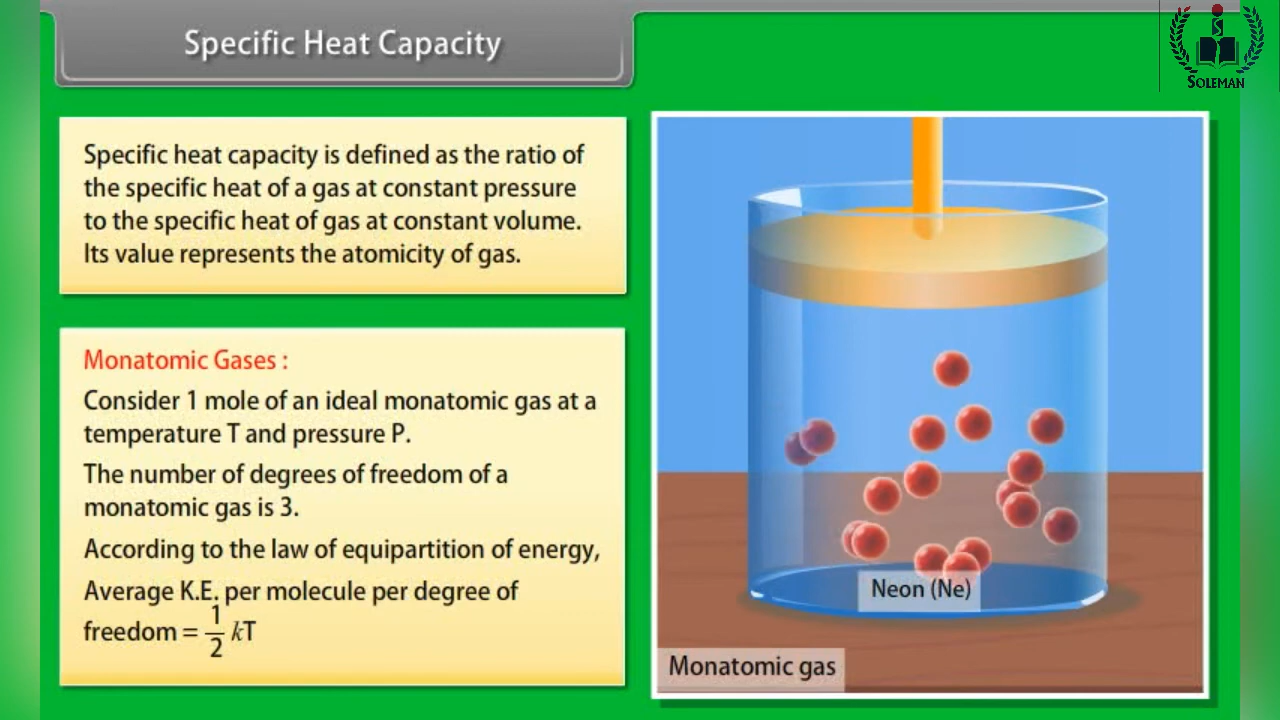 Specific Heat Capacity
SOLEMAN
Specific heat capacity is defined as the ratio of
the specific heat of a gas at constant pressure
to the specific heat of gas at constant volume.
Its value represents the atomicity of gas.
Monatomic Gases :
Consider 1 mole of an ideal monatomic gas at a
temperature T and pressure P.
The number of degrees of freedom of a
monatomic gas is 3.
According to the law of equipartition of energy,
Average K.E. per molecule per degree of
freedom = 1/2 kT
Neon (Ne)
Monatomic gas